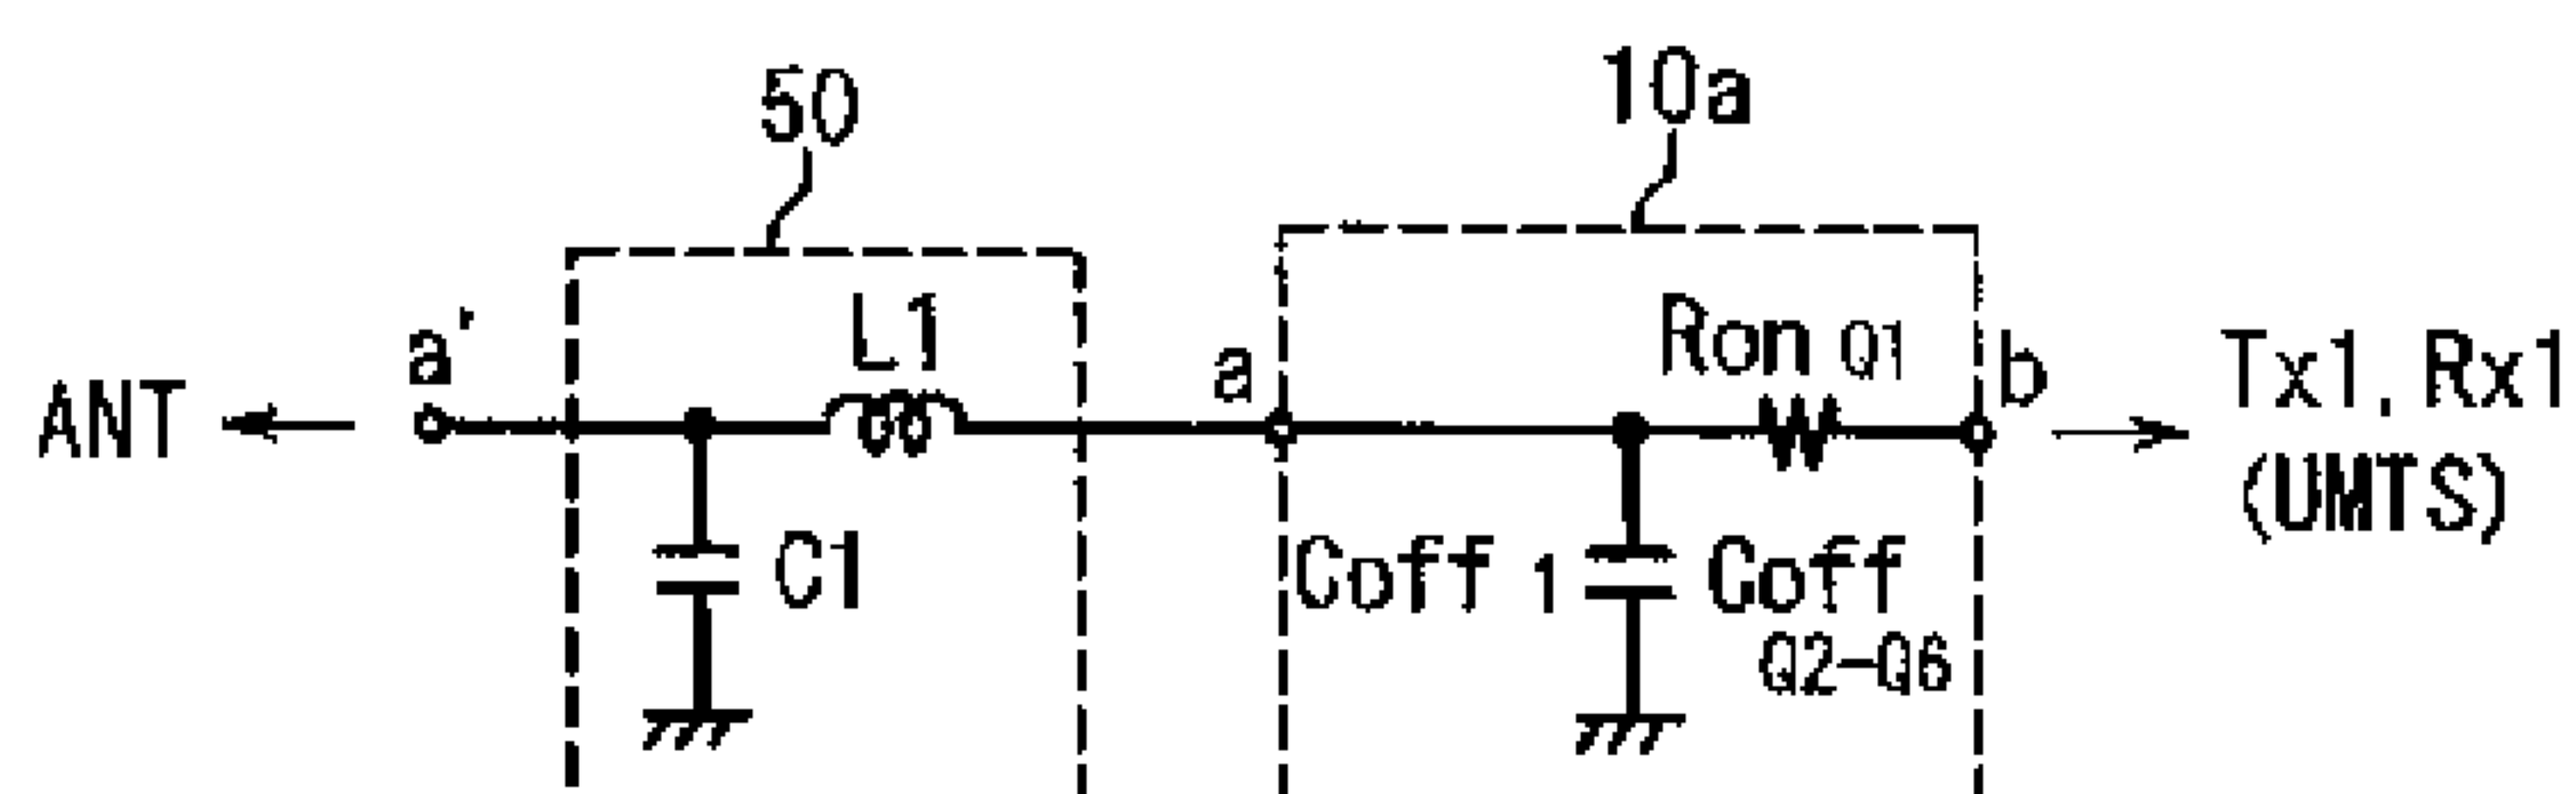 50
10a
ANT
a'
L1
a
Ron Q1
b
Tx1, Rx1
(UMTS)
C1
Coff 1
Coff
Q2-Q6